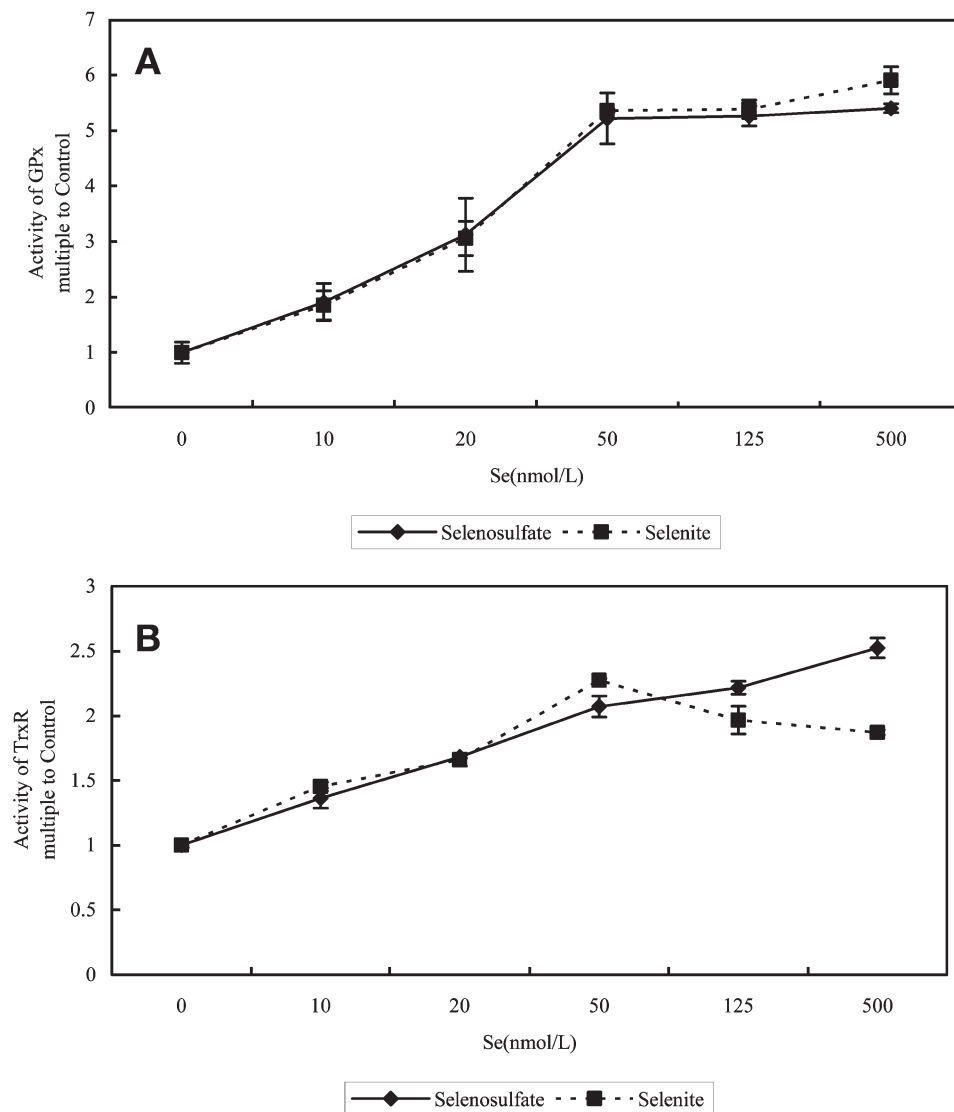 A
Activity of GPx
multiple to Control
7
6
5
4
3
2
1
0
0 10 20 50 125 500
Se(nmol/L)
Selenosulfate Selenite
B
Activity of TrxR
multiple to Control
3
2.5
2
1.5
1
0.5
0
0 10 20 50 125 500
Se(nmol/L)
Selenosulfate Selenite